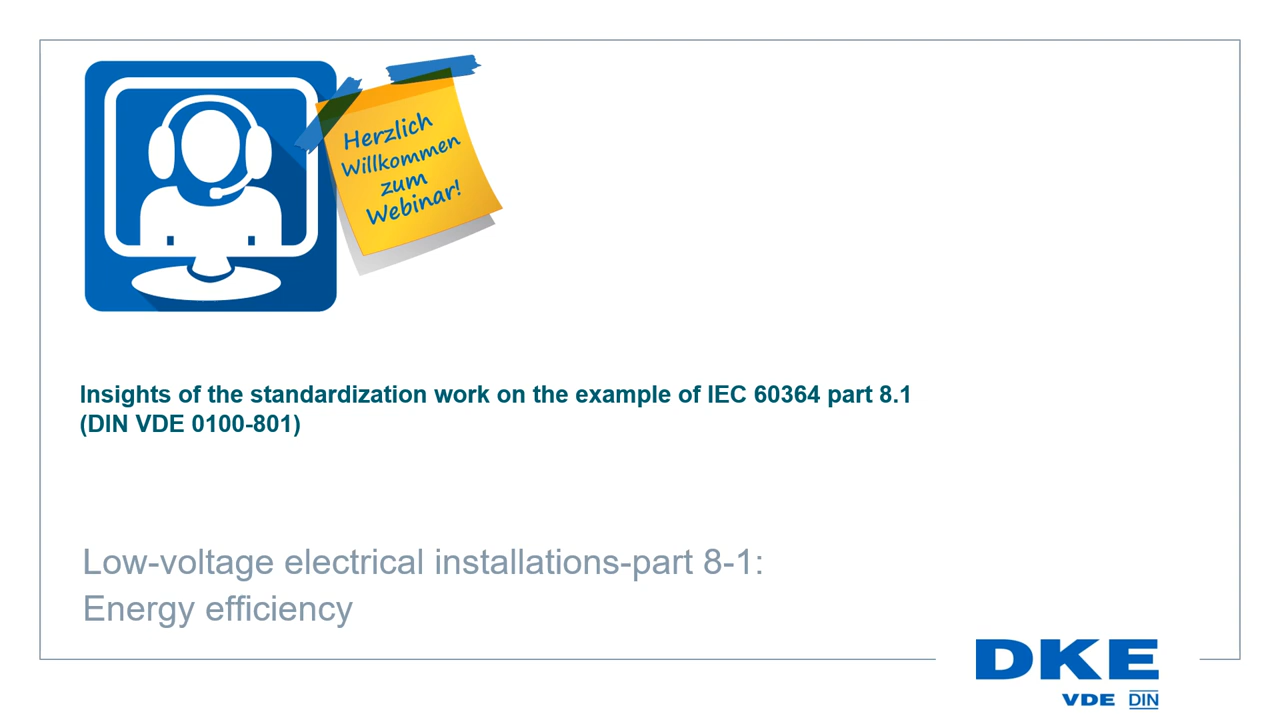 Herzlich
Willkommen
zum
Webinar!
Insights of the standardization work on the example of IEC 60364 part 8.1
(DIN VDE 0100-801)
Low-voltage electrical installations-part 8-1:
Energy efficiency
DKE
VDE DIN